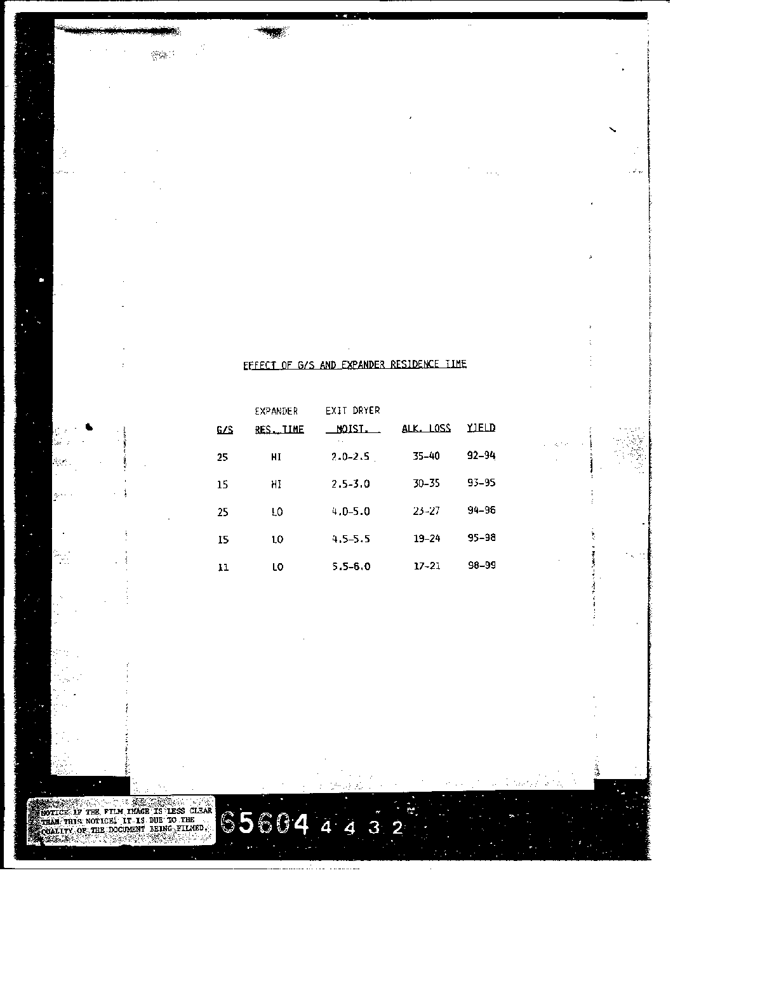 EFFECT OF G/S AND EXPANDER RESIDENCE TIME
EXPANDER EXIT DRYER
G/S RES. TIME MOIST. ALK. LOSS YIELD
25 HI 2.0-2.5 35-40 92-94
15 HI 2.5-3.0 30-35 93-95
25 LO 4.0-5.0 23-27 94-96
15 LO 4.5-5.5 19-24 95-98
11 LO 5.5-6.0 17-21 98-99
NOTICE IF THE FILM IMAGE IS LESS CLEAR
THAN THIS NOTICE, IT IS DUE TO THE
QUALITY OF THE DOCUMENT BEING FILMED.
65604 4432